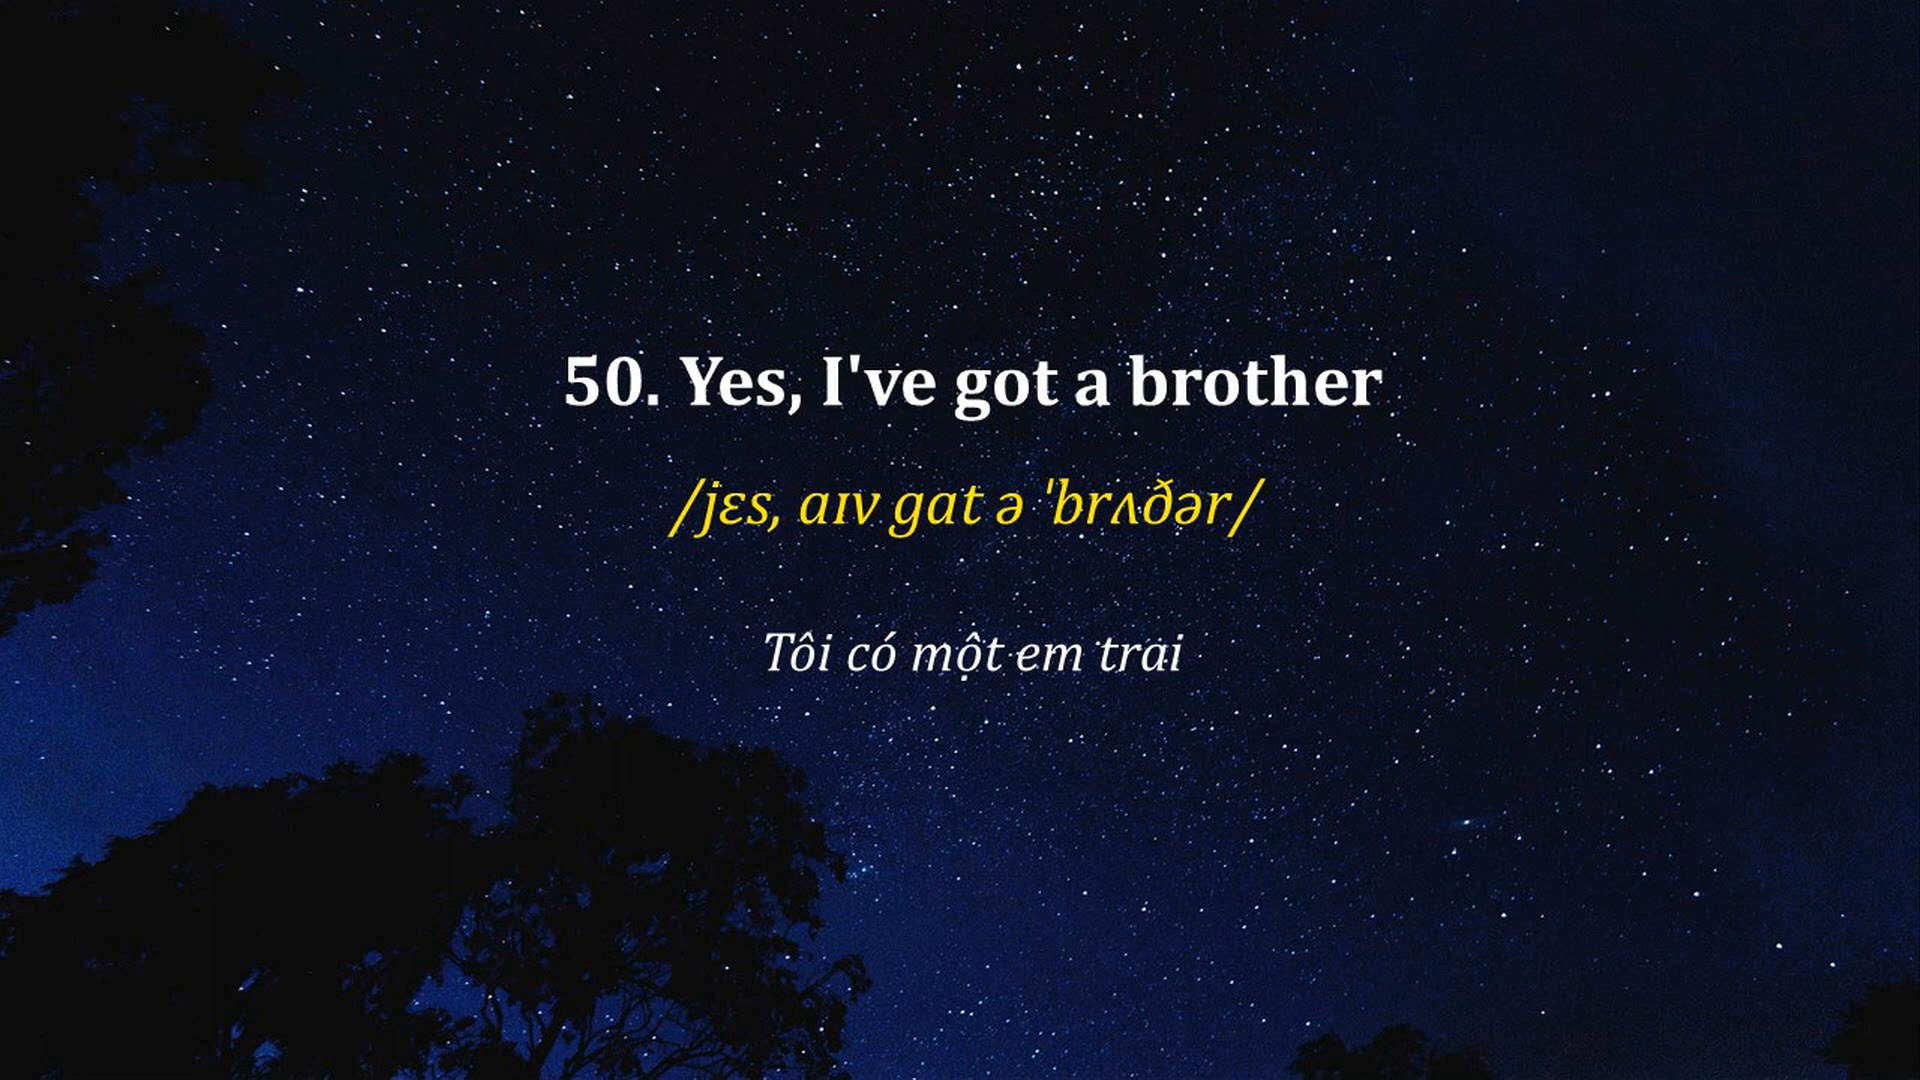 50. Yes, I've got a brother
/jɛs, aɪv gat ə 'brʌðər/
Tôi có một em trai